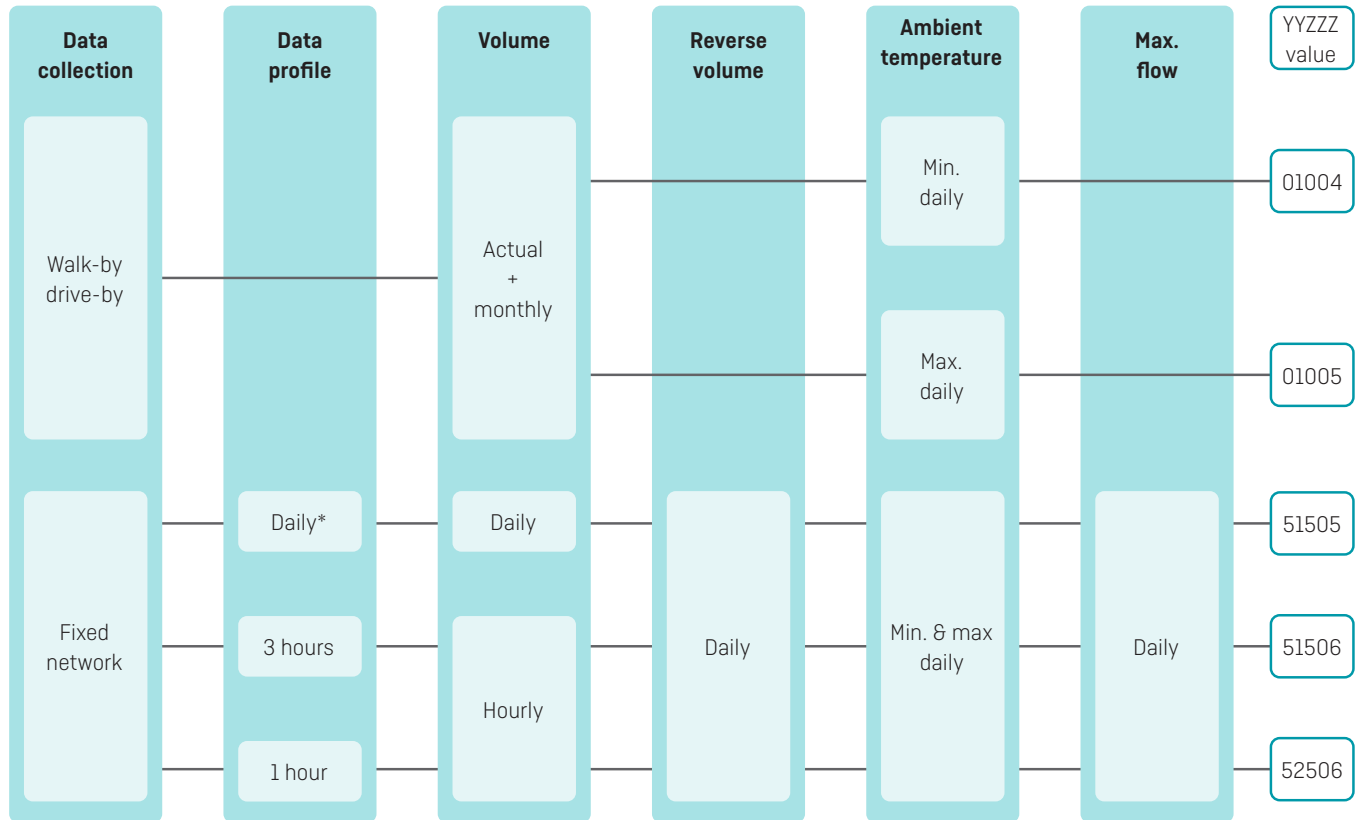 Data
collection
Data
profile
Volume
Reverse
volume
Ambient
temperature
Max.
flow
YYZZZ
value
Walk-by
drive-by
Actual
+
monthly
Min.
daily
01004
Max.
daily
01005
Fixed
network
Daily*
Daily
51505
3 hours
Hourly
Daily
Min. & max
daily
Daily
51506
1 hour
52506